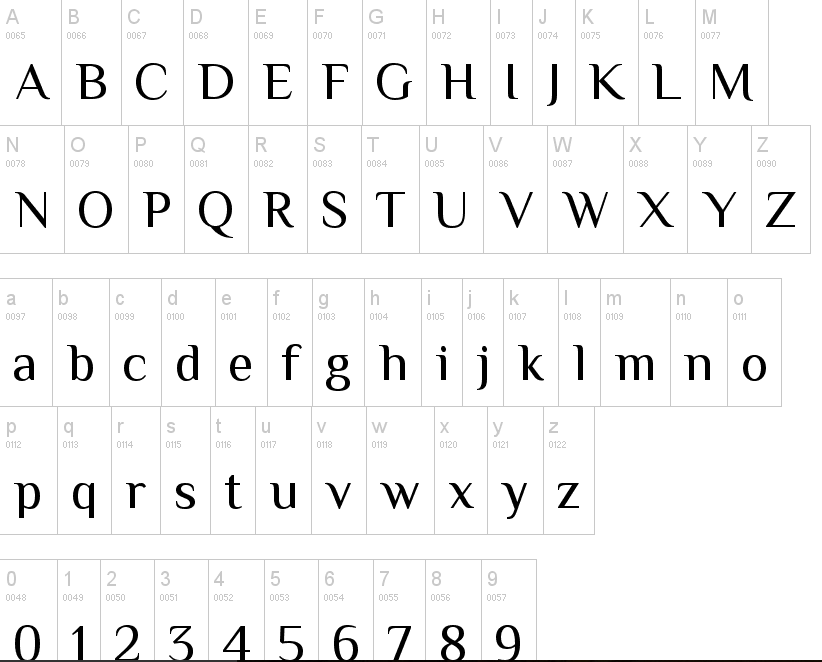 A B C D E F G H I J K L M
0065 0066 0067 0068 0069 0070 0071 0072 0073 0074 0075 0076 0077
A B C D E F G H I J K L M
N O P Q R S T U V W X Y Z
0078 0079 0080 0081 0082 0083 0084 0085 0086 0087 0088 0089 0090
N O P Q R S T U V W X Y Z
a b c d e f g h i j k l m n o
0097 0098 0099 0100 0101 0102 0103 0104 0105 0106 0107 0108 0109 0110 0111
a b c d e f g h i j k l m n o
p q r s t u v w x y z
0112 0113 0114 0115 0116 0117 0118 0119 0120 0121 0122
p q r s t u v w x y z
0 1 2 3 4 5 6 7 8 9
0048 0049 0050 0051 0052 0053 0054 0055 0056 0057
0 1 2 3 4 5 6 7 8 9